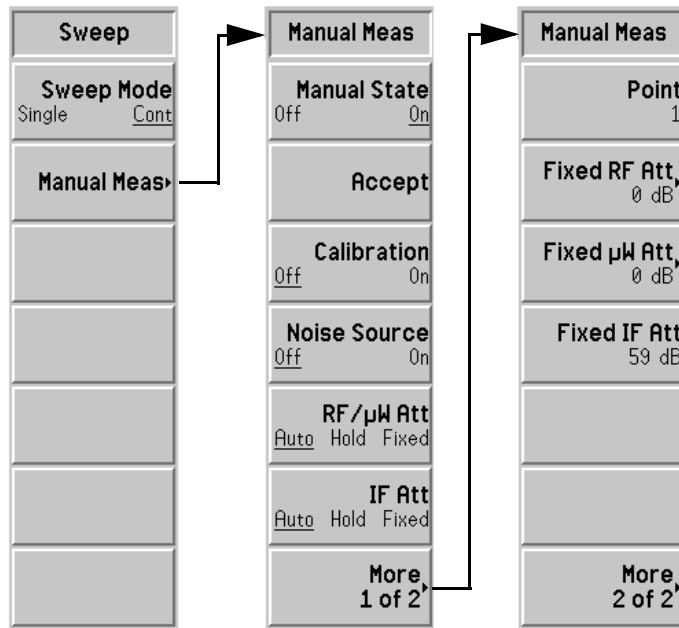 Sweep
Sweep Mode
Single Cont
Manual Meas
Manual Meas
Manual State
Off On
Accept
Calibration
Off On
Noise Source
Off On
RF/µW Att
Auto Hold Fixed
IF Att
Auto Hold Fixed
More
1 of 2
Manual Meas
Point
1
Fixed RF Att
0 dB
Fixed µW Att
0 dB
Fixed IF Att
59 dB
More
2 of 2